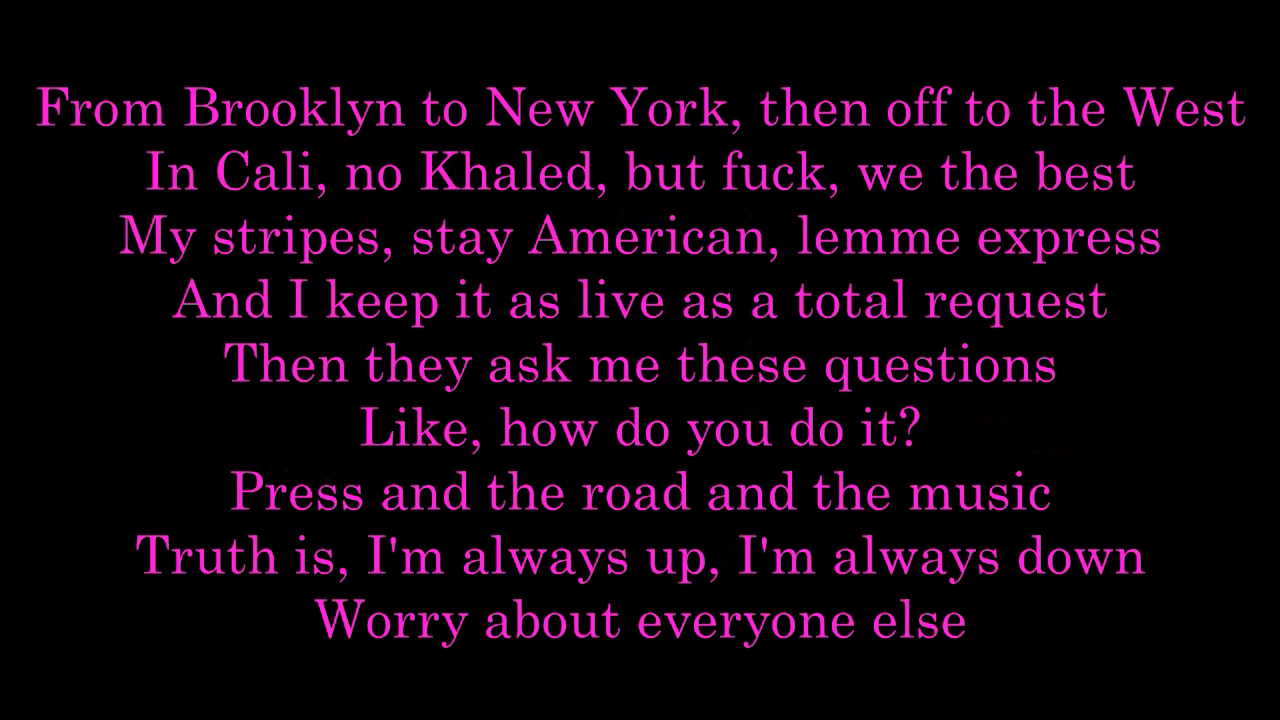 From Brooklyn to New York, then off to the West
In Cali, no Khaled, but fuck, we the best
My stripes, stay American, lemme express
And I keep it as live as a total request
Then they ask me these questions
Like, how do you do it?
Press and the road and the music
Truth is, I'm always up, I'm always down
Worry about everyone else